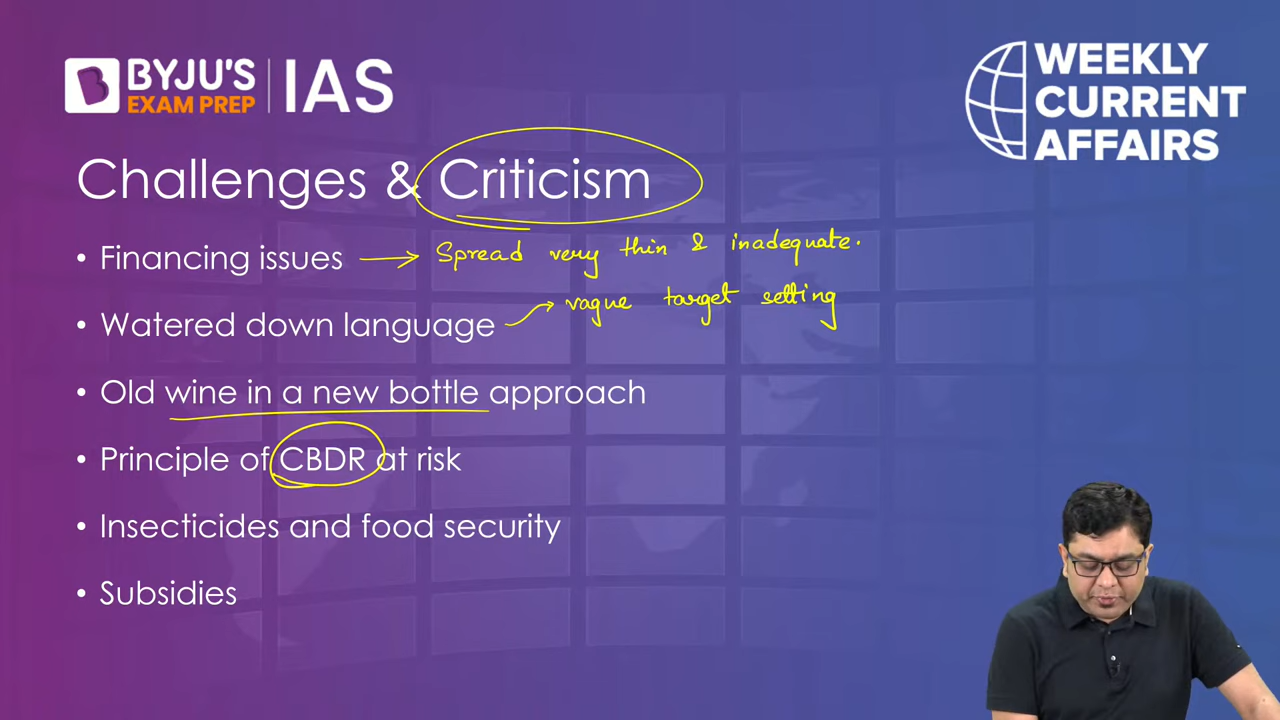 BYJU'S
EXAM PREP
IAS
WEEKLY
CURRENT
AFFAIRS
Challenges & Criticism
• Financing issues → Spread very thin & inadequate.
• Watered down language → vague target setting
• Old wine in a new bottle approach
• Principle of CBDR at risk
• Insecticides and food security
• Subsidies